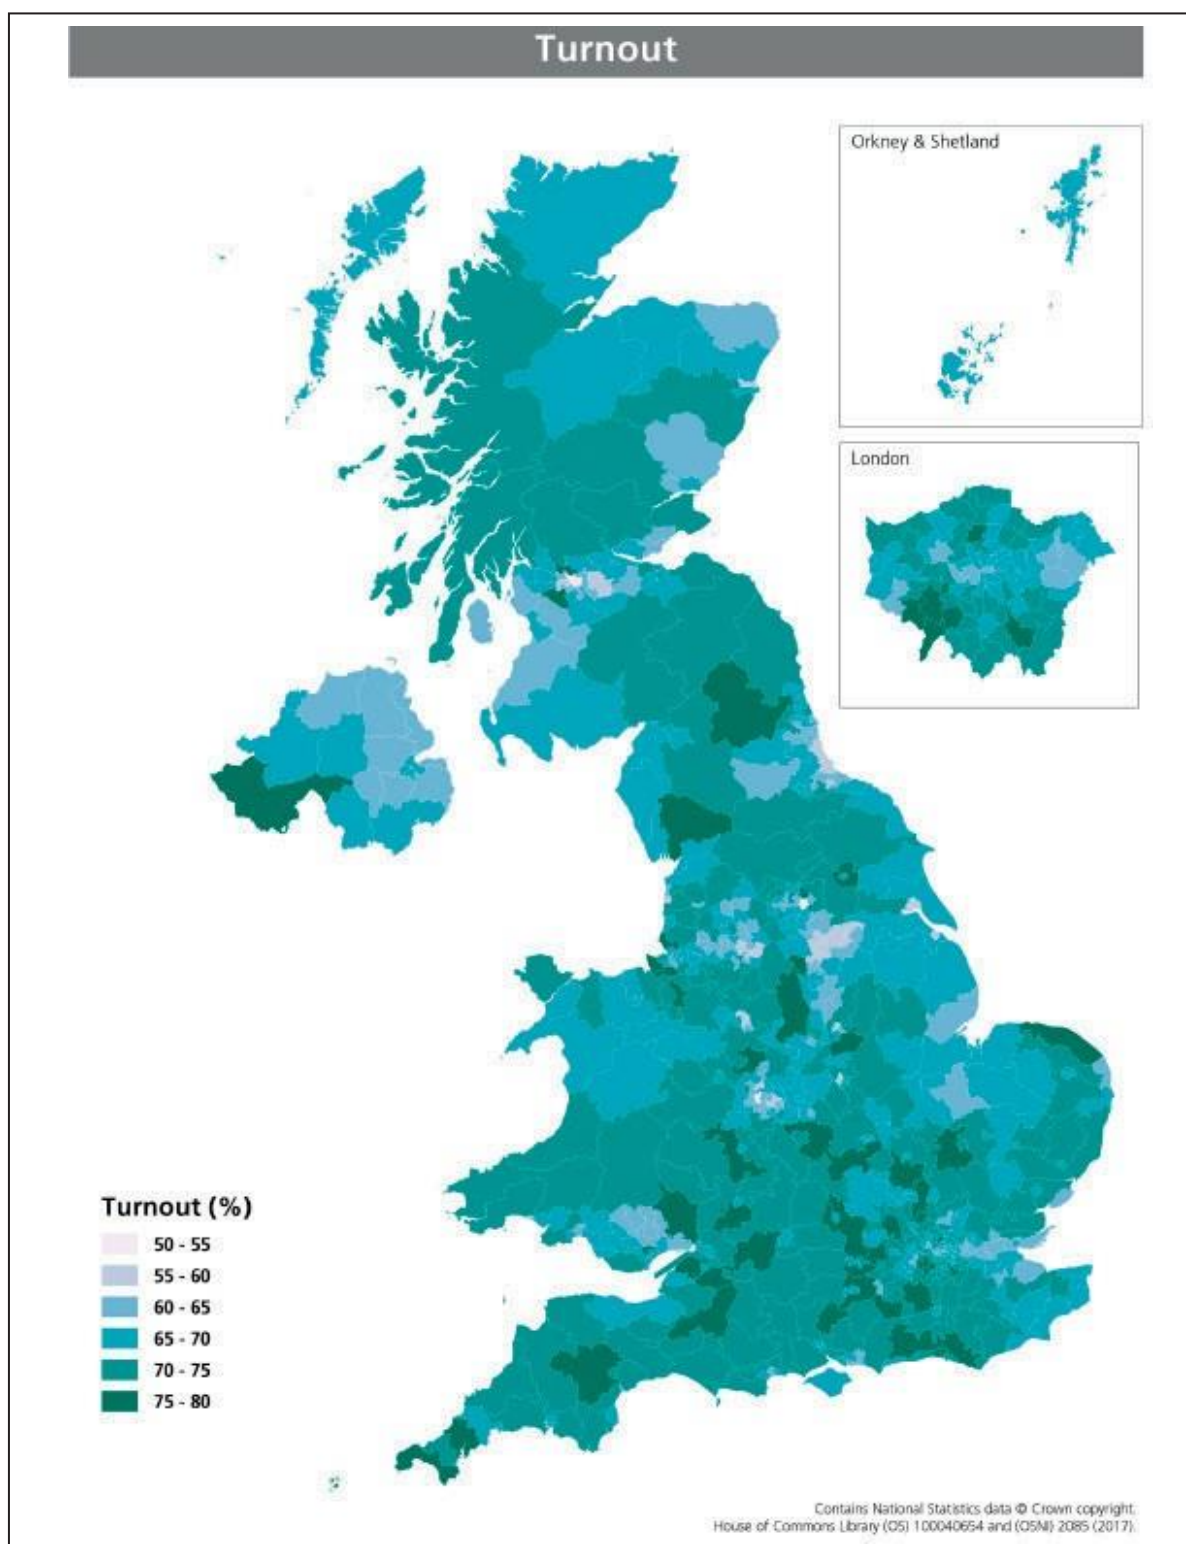 Turnout
Orkney & Shetland
London
Turnout (%)
50 - 55
55 - 60
60 - 65
65 - 70
70 - 75
75 - 80
Contains National Statistics data © Crown copyright.
House of Commons Library (OS) 100040654 and (OSNI) 2085 (2017).